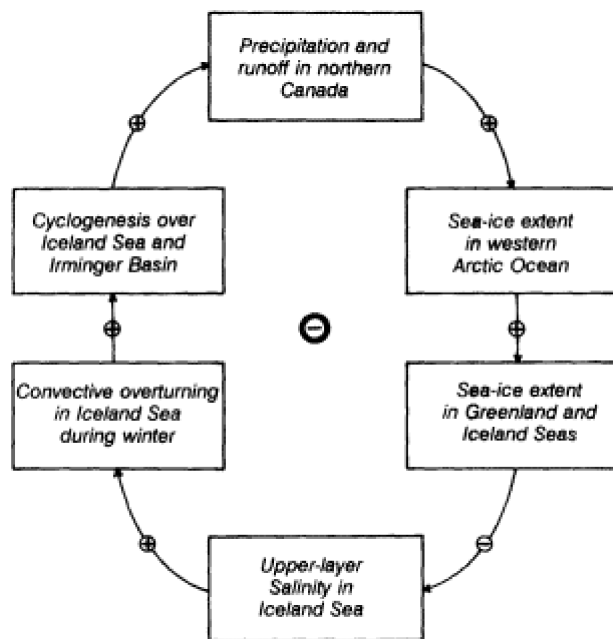 Precipitation and
runoff in northern
Canada
Cyclogenesis over
Iceland Sea and
Irminger Basin
Sea-ice extent
in western
Arctic Ocean
Convective overturning
in Iceland Sea
during winter
Sea-ice extent
in Greenland and
Iceland Seas
Upper-layer
Salinity in
Iceland Sea